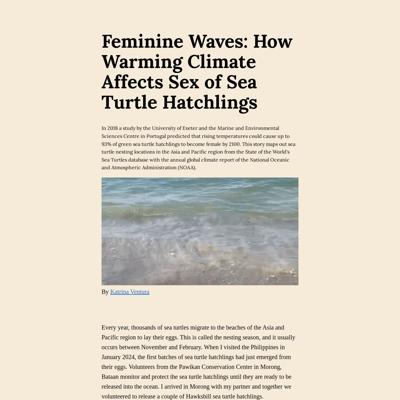 Feminine Waves: How
Warming Climate
Affects Sex of Sea
Turtle Hatchlings
In 2018 a study by the University of Exeter and the Marine and Environmental
Sciences Centre in Portugal predicted that rising temperatures could cause up to
93% of green sea turtle hatchlings to become female by 2100. This story maps out sea
turtle nesting locations in the Asia and Pacific region from the State of the World's
Sea Turtles database with the annual global climate report of the National Oceanic
and Atmospheric Administration (NOAA).
By Katrina Ventura
Every year, thousands of sea turtles migrate to the beaches of the Asia and
Pacific region to lay their eggs. This is called the nesting season, and it usually
occurs between November and February. When I visited the Philippines in
January 2024, the first batches of sea turtle hatchlings had just emerged from
their eggs. Volunteers from the Pawikan Conservation Center in Morong,
Bataan monitor and protect the sea turtle hatchlings until they are ready to be
released into the ocean. I arrived in Morong with my partner and together we
volunteered to release a couple of Hawksbill sea turtle hatchlings.